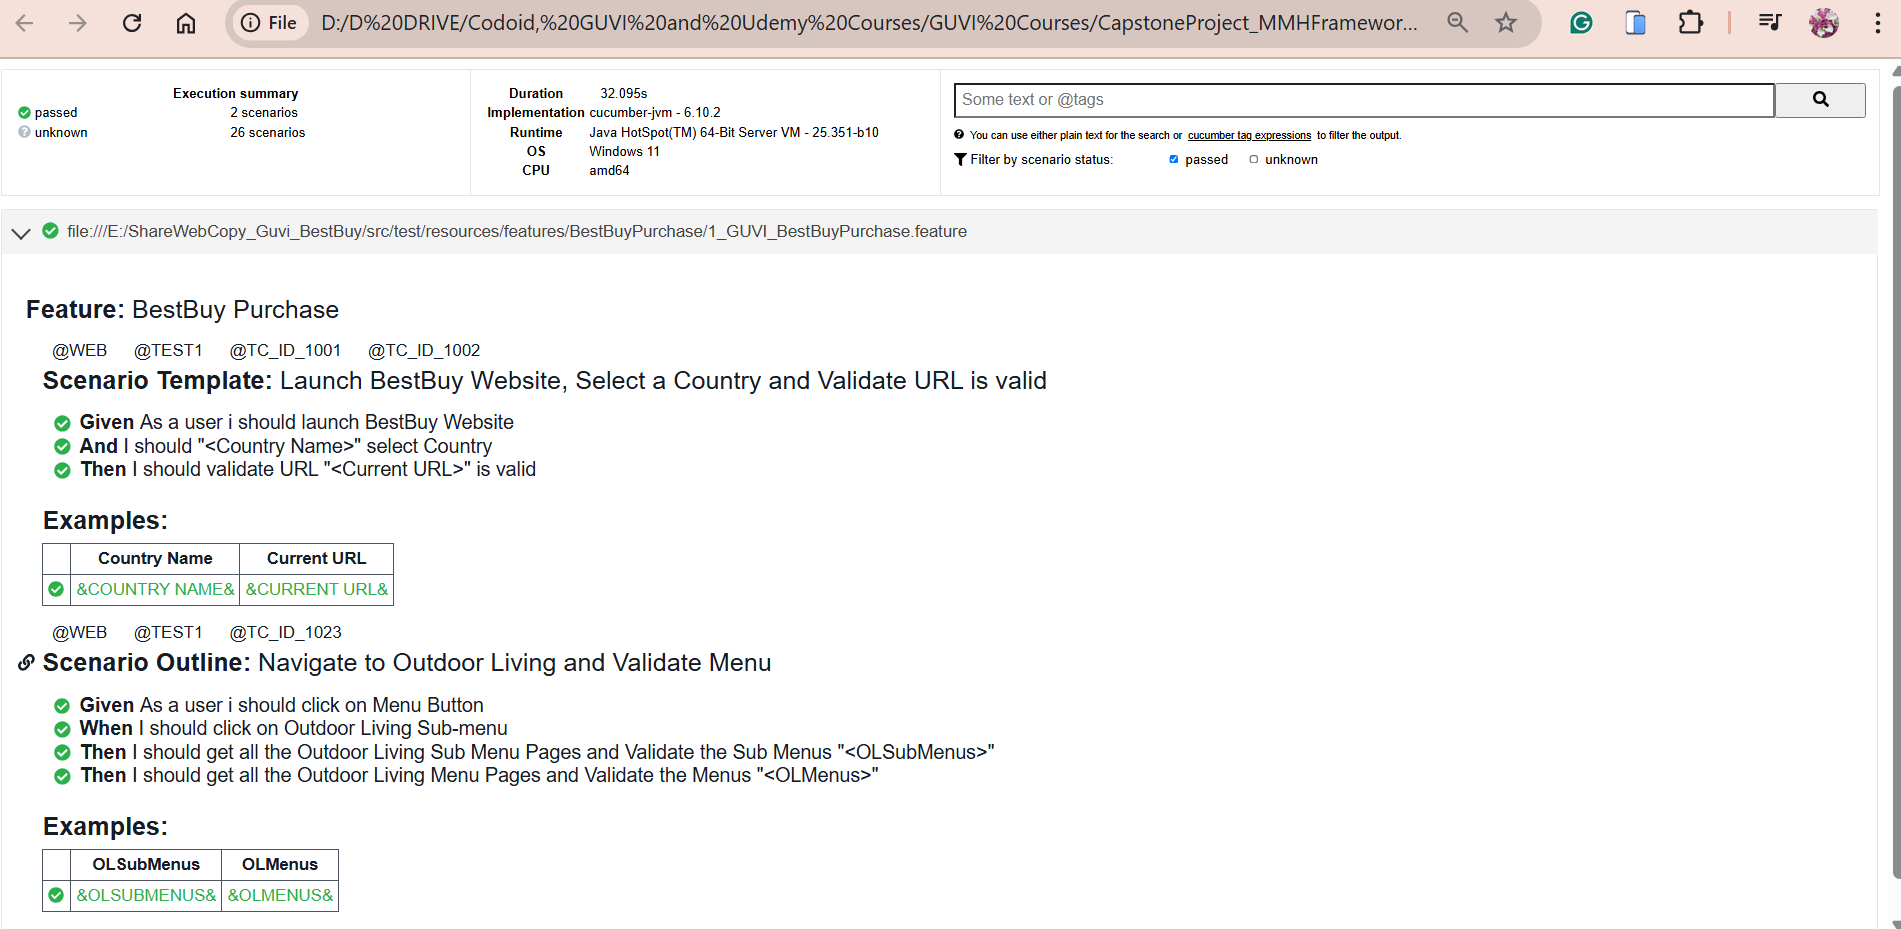 File D:/D%20DRIVE/Codoid,%20GUVI%20and%20Udemy%20Courses/GUVI%20Courses/CapstoneProject_MMHFramewor...
Execution summary
passed 2 scenarios
unknown 26 scenarios
Duration 32.095s
Implementation cucumber-jvm - 6.10.2
Runtime Java HotSpot(TM) 64-Bit Server VM - 25.351-b10
OS Windows 11
CPU amd64
Some text or @tags
You can use either plain text for the search or cucumber tag expressions to filter the output.
Filter by scenario status: passed unknown
file:///E:/ShareWebCopy_Guvi_BestBuy/src/test/resources/features/BestBuyPurchase/1_GUVI_BestBuyPurchase.feature
Feature: BestBuy Purchase
@WEB @TEST1 @TC_ID_1001 @TC_ID_1002
Scenario Template: Launch BestBuy Website, Select a Country and Validate URL is valid
Given As a user i should launch BestBuy Website
And I should "<Country Name>" select Country
Then I should validate URL "<Current URL>" is valid
Examples:
Country Name Current URL
&COUNTRY NAME& &CURRENT URL&
@WEB @TEST1 @TC_ID_1023
Scenario Outline: Navigate to Outdoor Living and Validate Menu
Given As a user i should click on Menu Button
When I should click on Outdoor Living Sub-menu
Then I should get all the Outdoor Living Sub Menu Pages and Validate the Sub Menus "<OLSubMenus>"
Then I should get all the Outdoor Living Menu Pages and Validate the Menus "<OLMenus>"
Examples:
OLSubMenus OLMenus
&OLSUBMENUS& &OLMENUS&